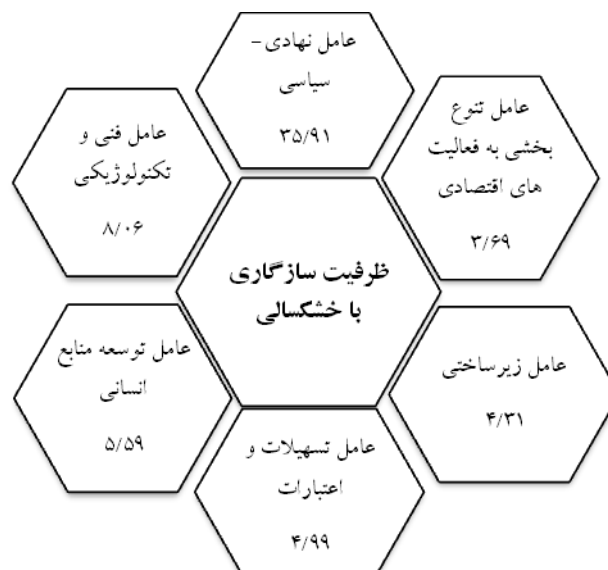 عامل نهادی-
سیاسی
۳۵/۹۱
عامل تنوع
بخشی به فعالیت
های اقتصادی
۳/۶۹
عامل فنی و
تکنولوژیکی
۸/۰۶
ظرفیت سازگاری
با خشکسالی
عامل زیرساختی
۴/۳۱
عامل توسعه منابع
انسانی
۵/۵۹
عامل تسهیلات و
اعتبارات
۴/۹۹